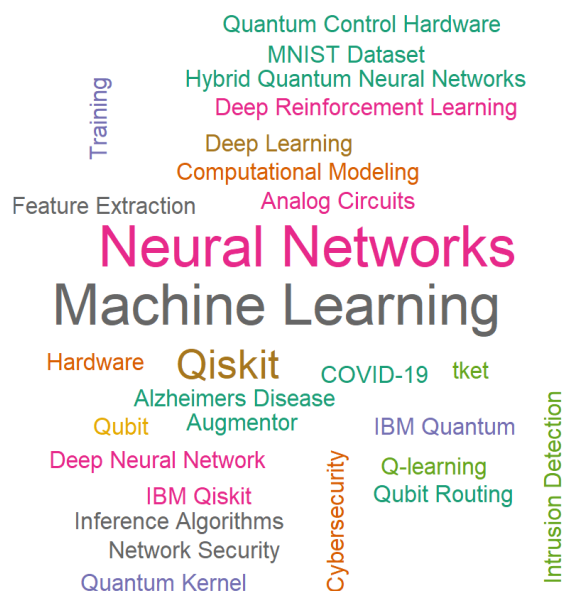 Quantum Control Hardware
MNIST Dataset
Hybrid Quantum Neural Networks
Training
Deep Reinforcement Learning
Deep Learning
Computational Modeling
Feature Extraction
Analog Circuits
Neural Networks
Machine Learning
Hardware
Qiskit
COVID-19
tket
Alzheimers Disease
Qubit
Augmentor
IBM Quantum
Intrusion Detection
Deep Neural Network
Cybersecurity
Q-learning
IBM Qiskit
Qubit Routing
Inference Algorithms
Network Security
Quantum Kernel